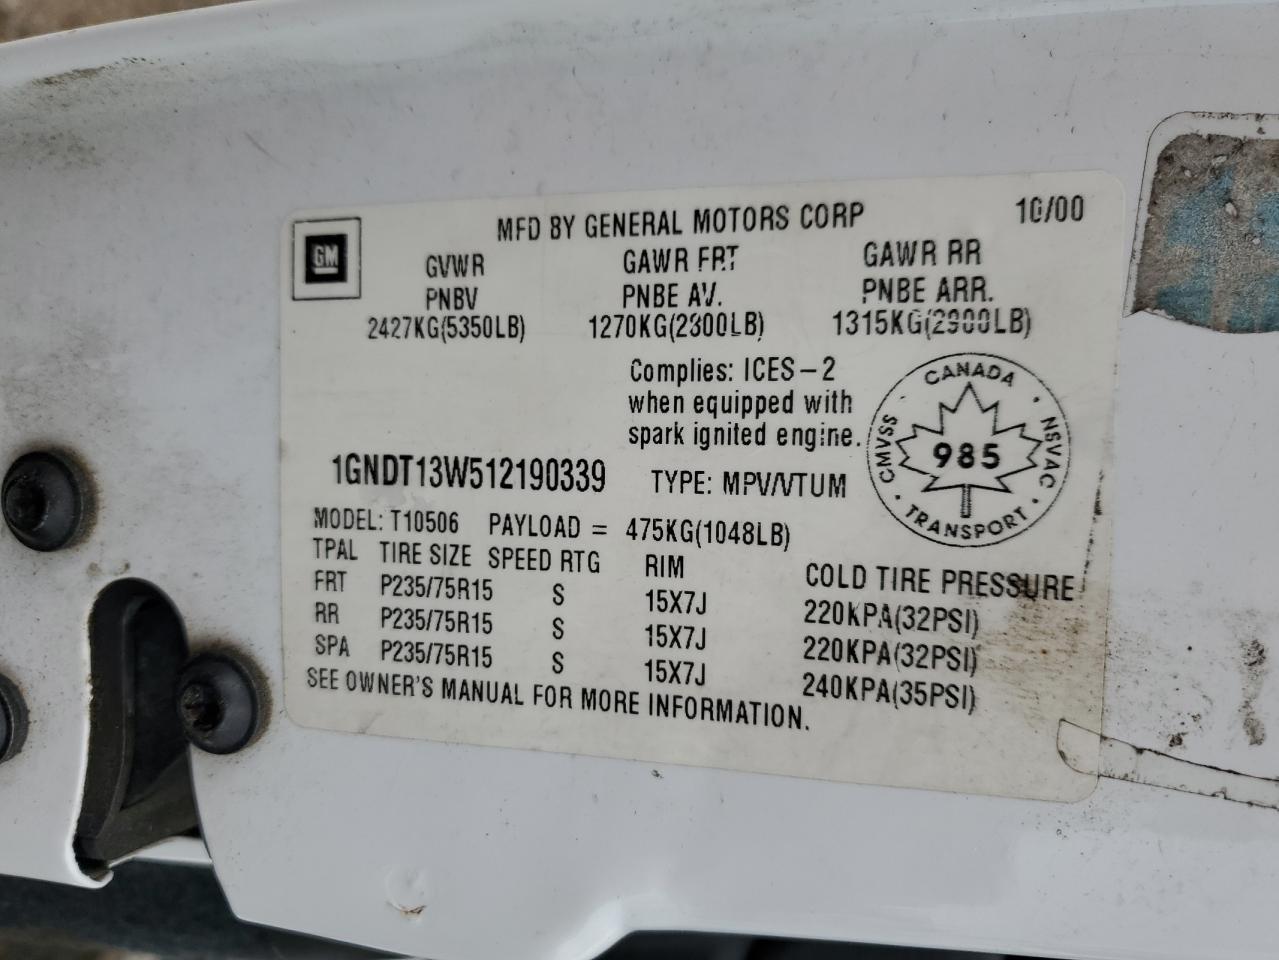 GM
MFD BY GENERAL MOTORS CORP
10/00
GVWR GAWR FRT GAWR RR
PNBV PNBE AV. PNBE ARR.
2427KG(5350LB) 1270KG(2800LB) 1315KG(2900LB)
Complies: ICES-2
when equipped with
spark ignited engine.
CANADA
CMVSS · NSVAC
985
· TRANSPORT ·
1GNDT13W512190339 TYPE: MPV/VTUM
MODEL: T10506 PAYLOAD = 475KG(1048LB)
TPAL TIRE SIZE SPEED RTG RIM COLD TIRE PRESSURE
FRT P235/75R15 S 15X7J 220KPA(32PSI)
RR P235/75R15 S 15X7J 220KPA(32PSI)
SPA P235/75R15 S 15X7J 240KPA(35PSI)
SEE OWNER'S MANUAL FOR MORE INFORMATION.